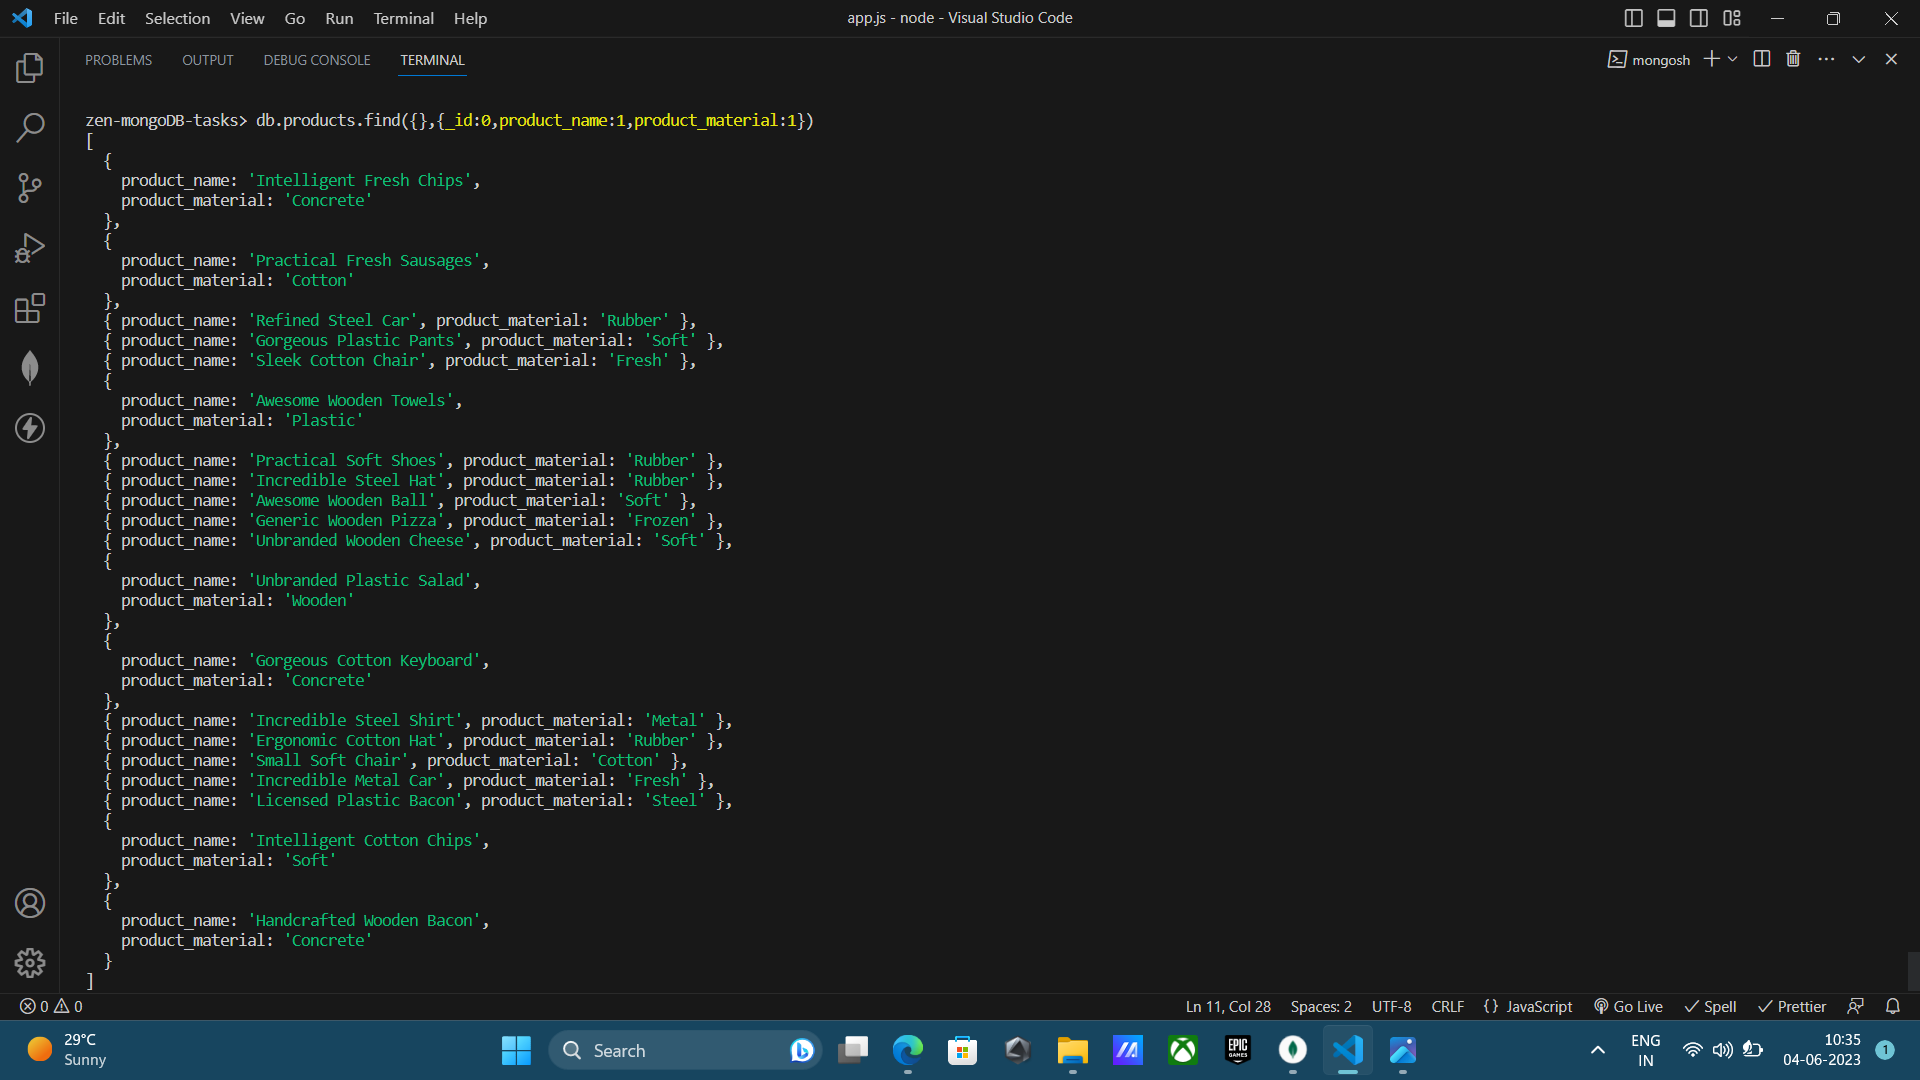 File Edit Selection View Go Run Terminal Help
app.js - node - Visual Studio Code
PROBLEMS OUTPUT DEBUG CONSOLE TERMINAL
mongosh
zen-mongoDB-tasks> db.products.find({},{_id:0,product_name:1,product_material:1})
[
  {
    product_name: 'Intelligent Fresh Chips',
    product_material: 'Concrete'
  },
  {
    product_name: 'Practical Fresh Sausages',
    product_material: 'Cotton'
  },
  { product_name: 'Refined Steel Car', product_material: 'Rubber' },
  { product_name: 'Gorgeous Plastic Pants', product_material: 'Soft' },
  { product_name: 'Sleek Cotton Chair', product_material: 'Fresh' },
  {
    product_name: 'Awesome Wooden Towels',
    product_material: 'Plastic'
  },
  { product_name: 'Practical Soft Shoes', product_material: 'Rubber' },
  { product_name: 'Incredible Steel Hat', product_material: 'Rubber' },
  { product_name: 'Awesome Wooden Ball', product_material: 'Soft' },
  { product_name: 'Generic Wooden Pizza', product_material: 'Frozen' },
  { product_name: 'Unbranded Wooden Cheese', product_material: 'Soft' },
  {
    product_name: 'Unbranded Plastic Salad',
    product_material: 'Wooden'
  },
  {
    product_name: 'Gorgeous Cotton Keyboard',
    product_material: 'Concrete'
  },
  { product_name: 'Incredible Steel Shirt', product_material: 'Metal' },
  { product_name: 'Ergonomic Cotton Hat', product_material: 'Rubber' },
  { product_name: 'Small Soft Chair', product_material: 'Cotton' },
  { product_name: 'Incredible Metal Car', product_material: 'Fresh' },
  { product_name: 'Licensed Plastic Bacon', product_material: 'Steel' },
  {
    product_name: 'Intelligent Cotton Chips',
    product_material: 'Soft'
  },
  {
    product_name: 'Handcrafted Wooden Bacon',
    product_material: 'Concrete'
  }
]
0 0 Ln 11, Col 28 Spaces: 2 UTF-8 CRLF {} JavaScript Go Live Spell Prettier
29°C
Sunny
Search
EPIC
GAMES
ENG
IN
10:35
04-06-2023
1